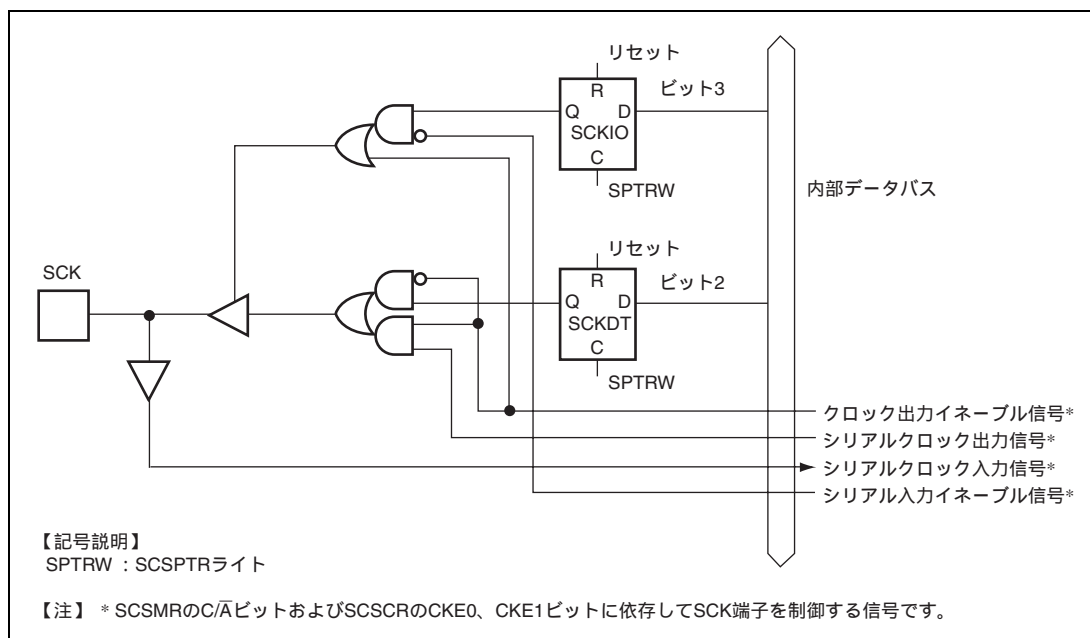 リセット
R
ビット3
Q D
SCKIO
C
SPTRW
内部データバス
リセット
R
ビット2
SCK
Q D
SCKDT
C
SPTRW
クロック出力イネーブル信号*
シリアルクロック出力信号*
シリアルクロック入力信号*
シリアル入力イネーブル信号*
【記号説明】
SPTRW : SCSPTRライト
【注】 * SCSMRのC/A̅ビットおよびSCSCRのCKE0、CKE1ビットに依存してSCK端子を制御する信号です。